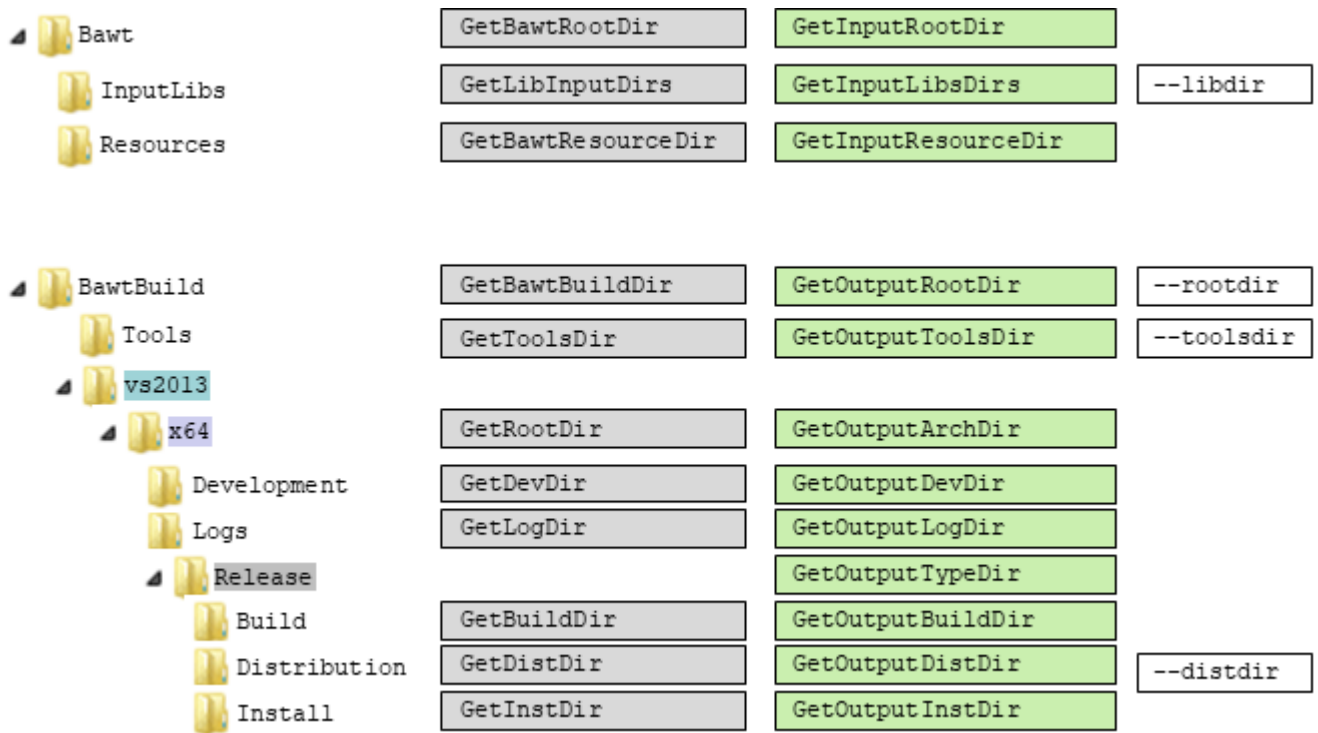 Bawt GetBawtRootDir GetInputRootDir
InputLibs GetLibInputDirs GetInputLibsDirs --libdir
Resources GetBawtResourceDir GetInputResourceDir
BawtBuild GetBawtBuildDir GetOutputRootDir --rootdir
Tools GetToolsDir GetOutputToolsDir --toolsdir
vs2013
x64 GetRootDir GetOutputArchDir
Development GetDevDir GetOutputDevDir
Logs GetLogDir GetOutputLogDir
Release GetOutputTypeDir
Build GetBuildDir GetOutputBuildDir
Distribution GetDistDir GetOutputDistDir --distdir
Install GetInstDir GetOutputInstDir